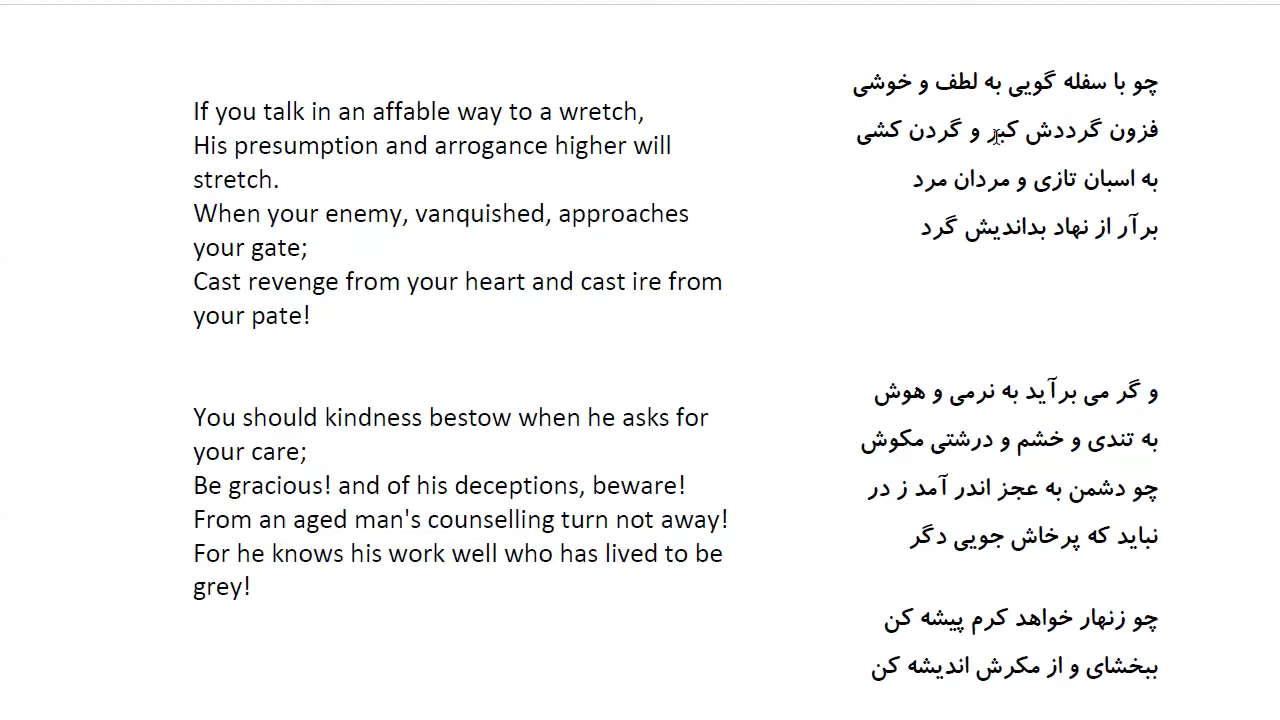 If you talk in an affable way to a wretch,
His presumption and arrogance higher will
stretch.
When your enemy, vanquished, approaches
your gate;
Cast revenge from your heart and cast ire from
your pate!
You should kindness bestow when he asks for
your care;
Be gracious! and of his deceptions, beware!
From an aged man's counselling turn not away!
For he knows his work well who has lived to be
grey!
چو با سفله گویی به لطف و خوشی
فزون گرددش کبر و گردن کشی
به اسبان تازی و مردان مرد
برآر از نهاد بداندیش گرد
و گر می برآید به نرمی و هوش
به تندی و خشم و درشتی مکوش
چو دشمن به عجز اندر آمد ز در
نباید که پرخاش جویی دگر
چو زنهار خواهد کرم پیشه کن
ببخشای و از مکرش اندیشه کن